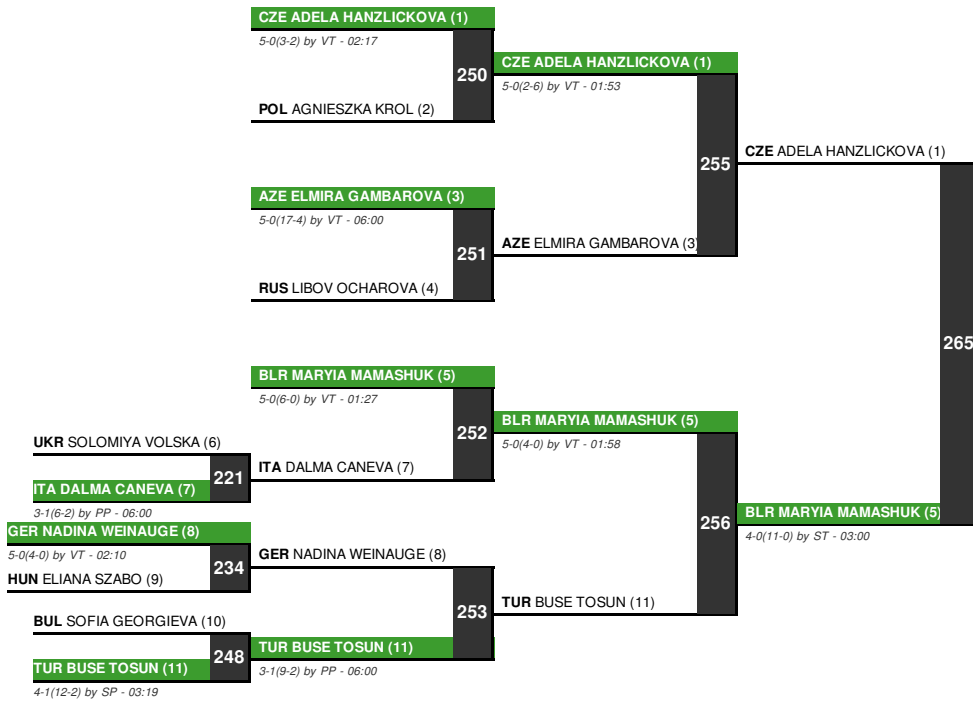 CZE ADELA HANZLICKOVA (1)
5-0(3-2) by VT - 02:17
250
POL AGNIESZKA KROL (2)
CZE ADELA HANZLICKOVA (1)
5-0(2-6) by VT - 01:53
255
CZE ADELA HANZLICKOVA (1)
AZE ELMIRA GAMBAROVA (3)
5-0(17-4) by VT - 06:00
251
AZE ELMIRA GAMBAROVA (3)
RUS LIBOV OCHAROVA (4)
265
BLR MARYIA MAMASHUK (5)
5-0(6-0) by VT - 01:27
252
BLR MARYIA MAMASHUK (5)
5-0(4-0) by VT - 01:58
UKR SOLOMIYA VOLSKA (6)
221
ITA DALMA CANEVA (7)
ITA DALMA CANEVA (7)
3-1(6-2) by PP - 06:00
256
BLR MARYIA MAMASHUK (5)
4-0(11-0) by ST - 03:00
GER NADINA WEINAUGE (8)
5-0(4-0) by VT - 02:10
234
GER NADINA WEINAUGE (8)
HUN ELIANA SZABO (9)
253
TUR BUSE TOSUN (11)
BUL SOFIA GEORGIEVA (10)
248
TUR BUSE TOSUN (11)
3-1(9-2) by PP - 06:00
TUR BUSE TOSUN (11)
4-1(12-2) by SP - 03:19